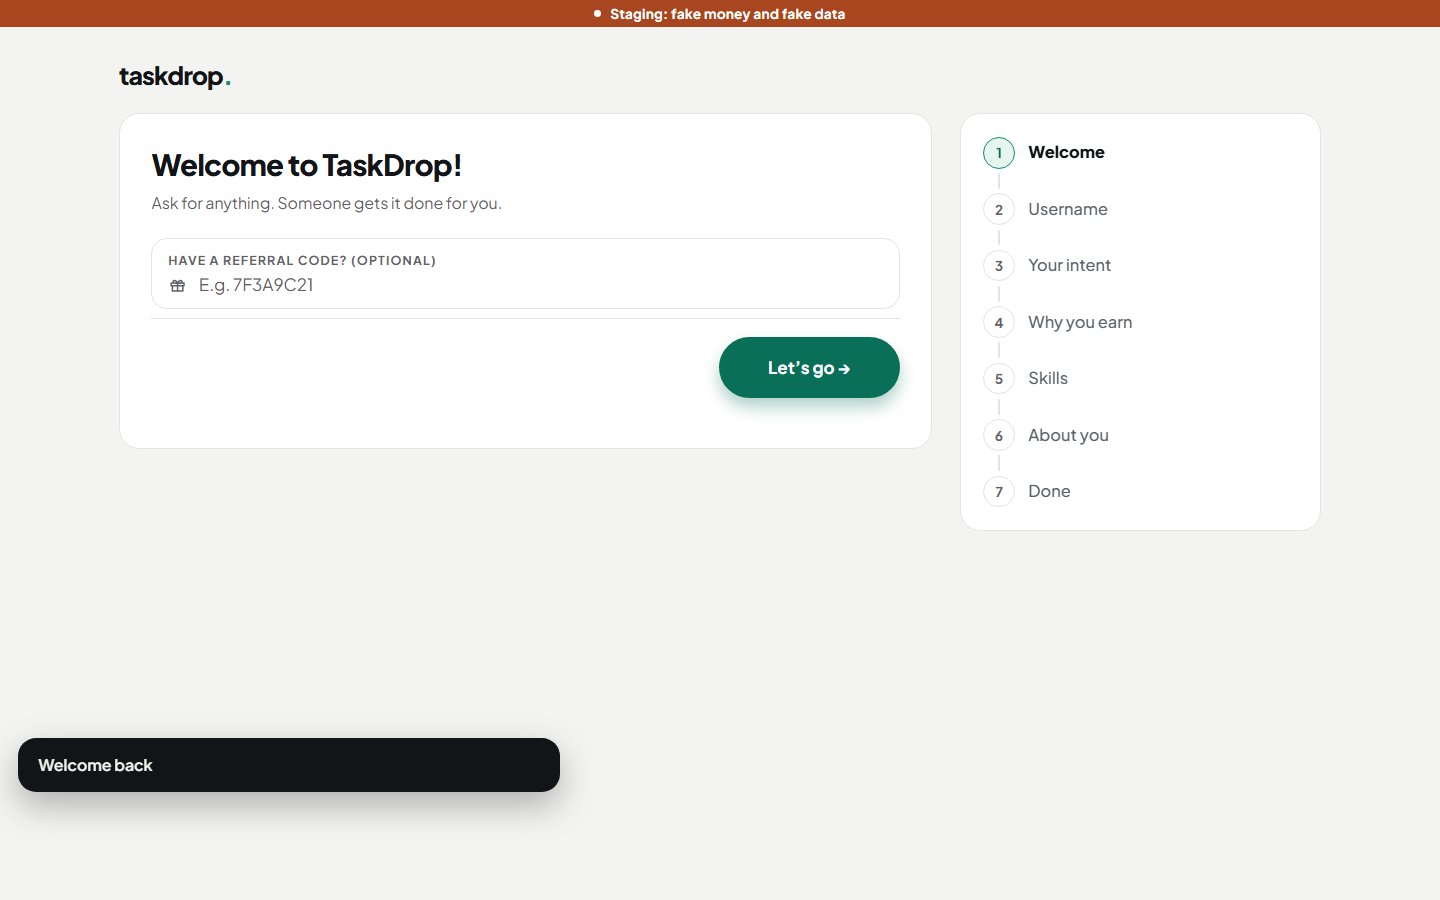 Staging: fake money and fake data
taskdrop.
Welcome to TaskDrop!
Ask for anything. Someone gets it done for you.
HAVE A REFERRAL CODE? (OPTIONAL)
E.g. 7F3A9C21
Let’s go →
1 Welcome
2 Username
3 Your intent
4 Why you earn
5 Skills
6 About you
7 Done
Welcome back